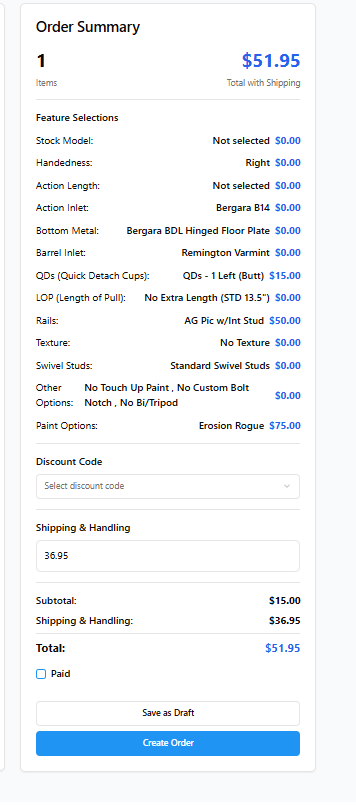 Order Summary
1 $51.95
Items Total with Shipping
Feature Selections
Stock Model: Not selected $0.00
Handedness: Right $0.00
Action Length: Not selected $0.00
Action Inlet: Bergara B14 $0.00
Bottom Metal: Bergara BDL Hinged Floor Plate $0.00
Barrel Inlet: Remington Varmint $0.00
QDs (Quick Detach Cups): QDs - 1 Left (Butt) $15.00
LOP (Length of Pull): No Extra Length (STD 13.5") $0.00
Rails: AG Pic w/Int Stud $50.00
Texture: No Texture $0.00
Swivel Studs: Standard Swivel Studs $0.00
Other No Touch Up Paint , No Custom Bolt $0.00
Options: Notch , No Bi/Tripod
Paint Options: Erosion Rogue $75.00
Discount Code
Select discount code
Shipping & Handling
36.95
Subtotal: $15.00
Shipping & Handling: $36.95
Total: $51.95
Paid
Save as Draft
Create Order